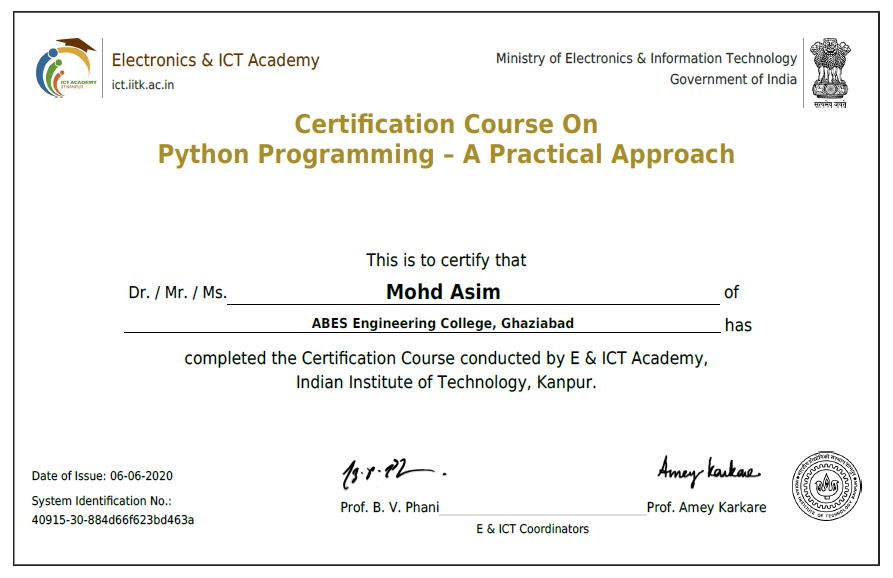 ICT ACADEMY
IIT KANPUR
Electronics & ICT Academy
ict.iitk.ac.in
Ministry of Electronics & Information Technology
Government of India
सत्यमेव जयते
Certification Course On
Python Programming – A Practical Approach
This is to certify that
Dr. / Mr. / Ms. Mohd Asim of
ABES Engineering College, Ghaziabad has
completed the Certification Course conducted by E & ICT Academy,
Indian Institute of Technology, Kanpur.
Date of Issue: 06-06-2020
System Identification No.:
40915-30-884d66f623bd463a
Amey Karkare
Prof. B. V. Phani
Prof. Amey Karkare
E & ICT Coordinators